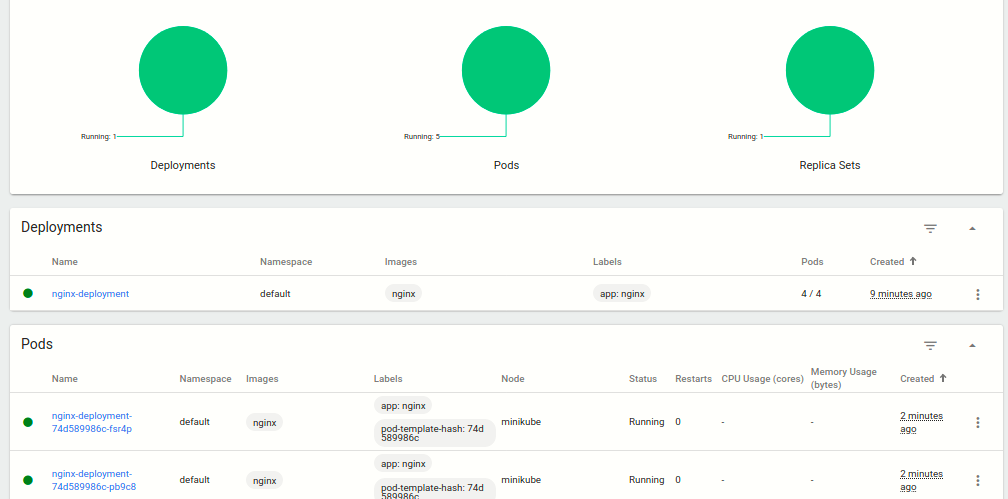 Running: 1
Running: 5
Running: 1
Deployments
Pods
Replica Sets
Deployments
Name Namespace Images Labels Pods Created
nginx-deployment default nginx app: nginx 4 / 4 9 minutes ago
Pods
Name Namespace Images Labels Node Status Restarts CPU Usage (cores) Memory Usage
(bytes) Created
nginx-deployment-
74d589986c-fsr4p
default
nginx
app: nginx
pod-template-hash: 74d
589986c
minikube
Running
0
-
-
2 minutes
ago
nginx-deployment-
74d589986c-pb9c8
default
nginx
app: nginx
pod-template-hash: 74d
589986c
minikube
Running
0
-
-
2 minutes
ago